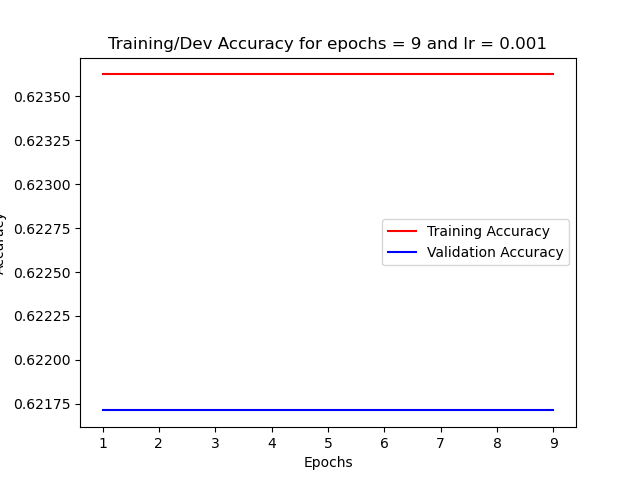 Training/Dev Accuracy for epochs = 9 and lr = 0.001
0.62350
0.62325
0.62300
0.62275
0.62250
0.62225
0.62200
0.62175
Accuracy
Training Accuracy
Validation Accuracy
1 2 3 4 5 6 7 8 9
Epochs